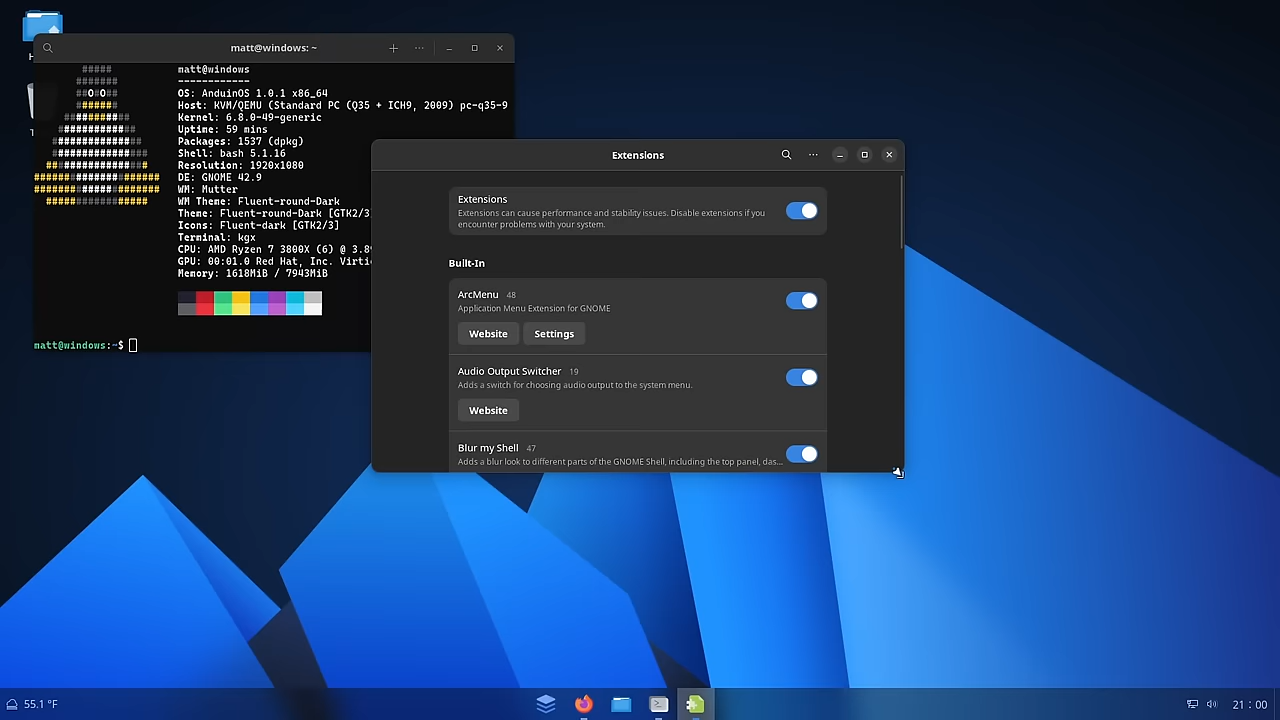 matt@windows: ~
matt@windows
------------
OS: AnduinOS 1.0.1 x86_64
Host: KVM/QEMU (Standard PC (Q35 + ICH9, 2009) pc-q35-9
Kernel: 6.8.0-49-generic
Uptime: 59 mins
Packages: 1537 (dpkg)
Shell: bash 5.1.16
Resolution: 1920x1080
DE: GNOME 42.9
WM: Mutter
WM Theme: Fluent-round-Dark
Theme: Fluent-round-Dark [GTK2/3]
Icons: Fluent-dark [GTK2/3]
Terminal: kgx
CPU: AMD Ryzen 7 3800X (6) @ 3.89
GPU: 00:01.0 Red Hat, Inc. Virti
Memory: 1618MiB / 7943MiB
matt@windows:~$
Extensions
Extensions
Extensions can cause performance and stability issues. Disable extensions if you
encounter problems with your system.
Built-In
ArcMenu 48
Application Menu Extension for GNOME
Website Settings
Audio Output Switcher 19
Adds a switch for choosing audio output to the system menu.
Website
Blur my Shell 47
Adds a blur look to different parts of the GNOME Shell, including the top panel, das...
55.1 °F
21:00